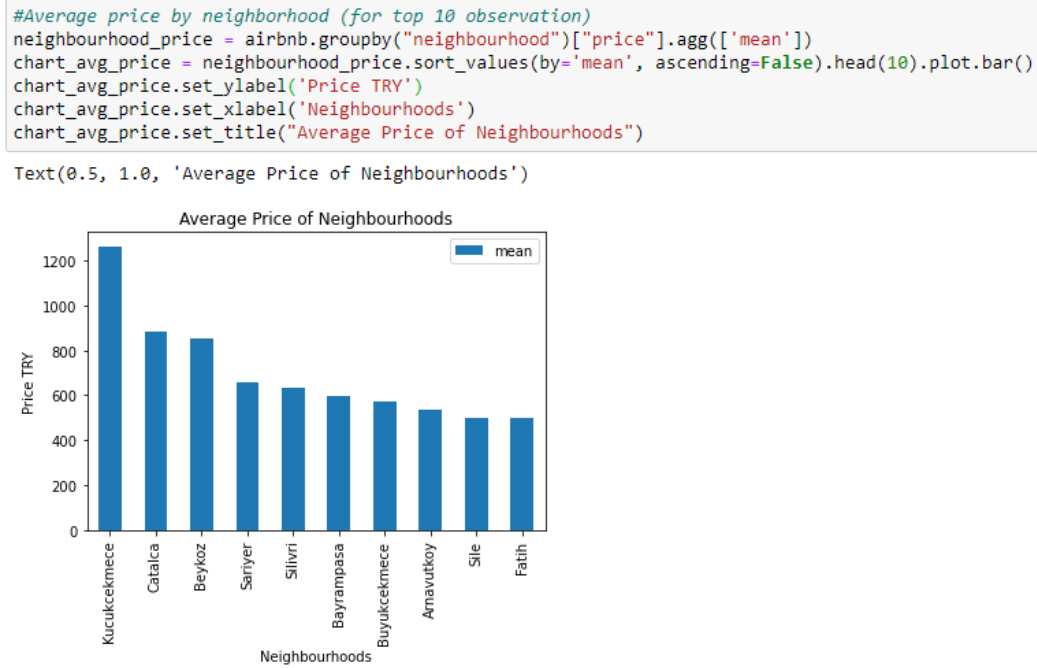 #Average price by neighborhood (for top 10 observation)
neighbourhood_price = airbnb.groupby("neighbourhood")["price"].agg(['mean'])
chart_avg_price = neighbourhood_price.sort_values(by='mean', ascending=False).head(10).plot.bar()
chart_avg_price.set_ylabel('Price TRY')
chart_avg_price.set_xlabel('Neighbourhoods')
chart_avg_price.set_title("Average Price of Neighbourhoods")
Text(0.5, 1.0, 'Average Price of Neighbourhoods')
Average Price of Neighbourhoods
mean
1200
1000
800
600
400
200
0
Price TRY
Kucukcekmece
Catalca
Beykoz
Sariyer
Silivri
Bayrampasa
Buyukcekmece
Arnavutkoy
Sile
Fatih
Neighbourhoods